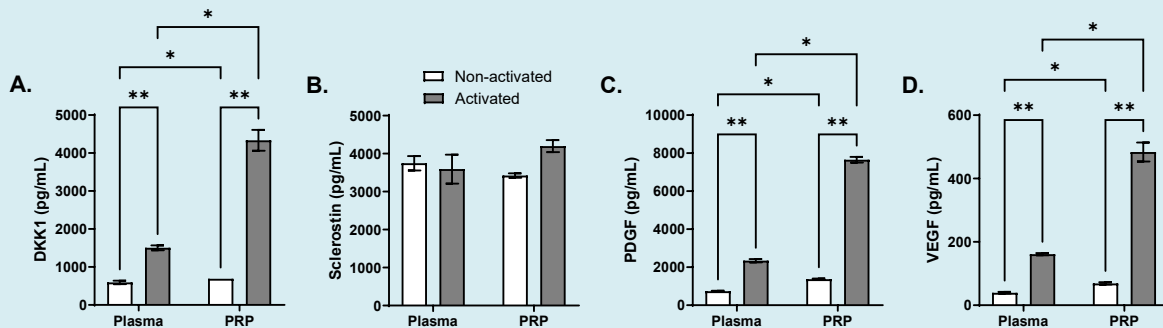 A.
DKK1 (pg/mL)
5000
4000
3000
2000
1000
0
Plasma
PRP
**
**
*
*
B.
Non-activated
Activated
Sclerostin (pg/mL)
5000
4000
3000
2000
1000
0
Plasma
PRP
C.
PDGF (pg/mL)
10000
8000
6000
4000
2000
0
Plasma
PRP
**
**
*
*
D.
VEGF (pg/mL)
600
400
200
0
Plasma
PRP
**
**
*
*